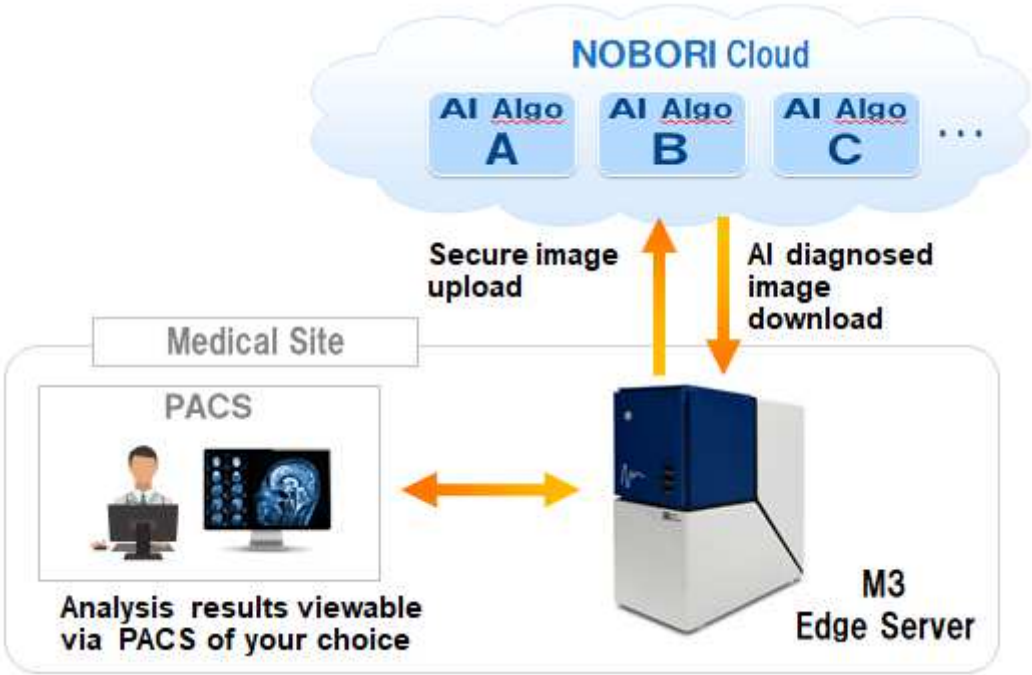 NOBORI Cloud
AI Algo
A
AI Algo
B
AI Algo
C
...
Secure image
upload
AI diagnosed
image
download
Medical Site
PACS
Analysis results viewable
via PACS of your choice
M3
Edge Server